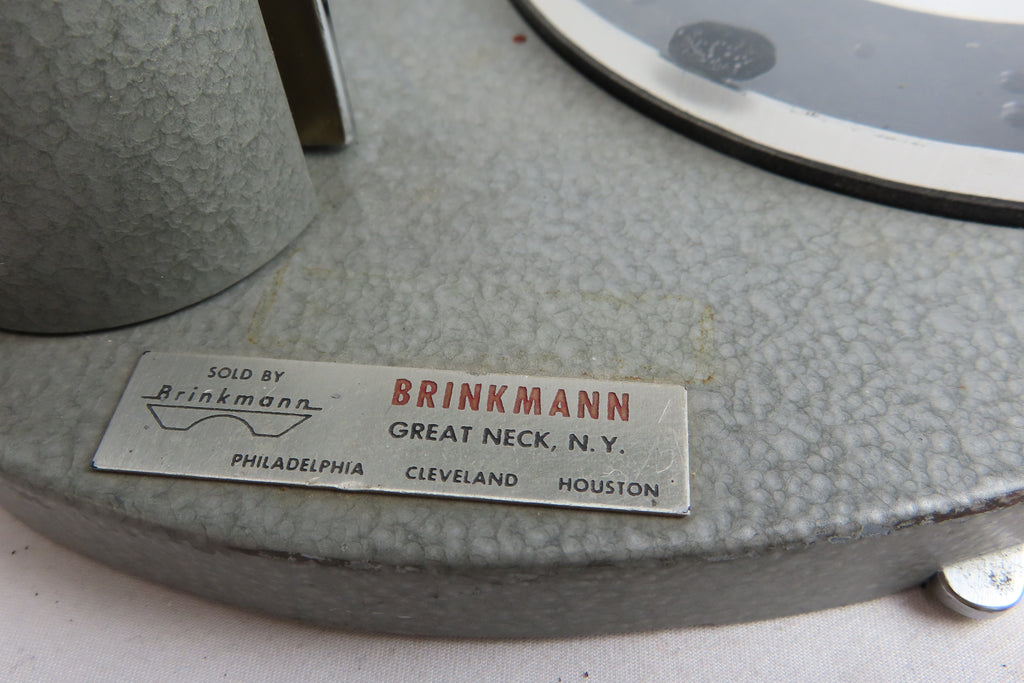 SOLD BY
Brinkmann
BRINKMANN
GREAT NECK, N.Y.
PHILADELPHIA CLEVELAND HOUSTON